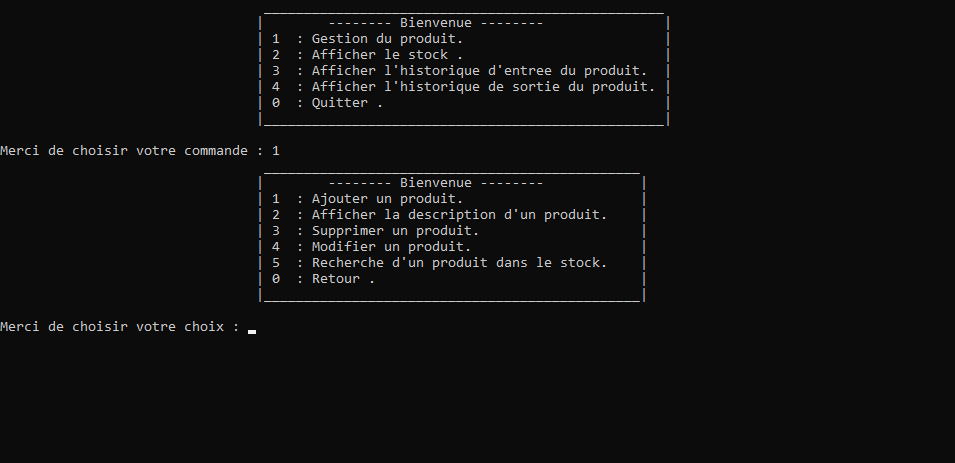 -------- Bienvenue --------
1  : Gestion du produit.
2  : Afficher le stock .
3  : Afficher l'historique d'entree du produit.
4  : Afficher l'historique de sortie du produit.
0  : Quitter .
Merci de choisir votre commande : 1
-------- Bienvenue --------
1  : Ajouter un produit.
2  : Afficher la description d'un produit.
3  : Supprimer un produit.
4  : Modifier un produit.
5  : Recherche d'un produit dans le stock.
0  : Retour .
Merci de choisir votre choix :